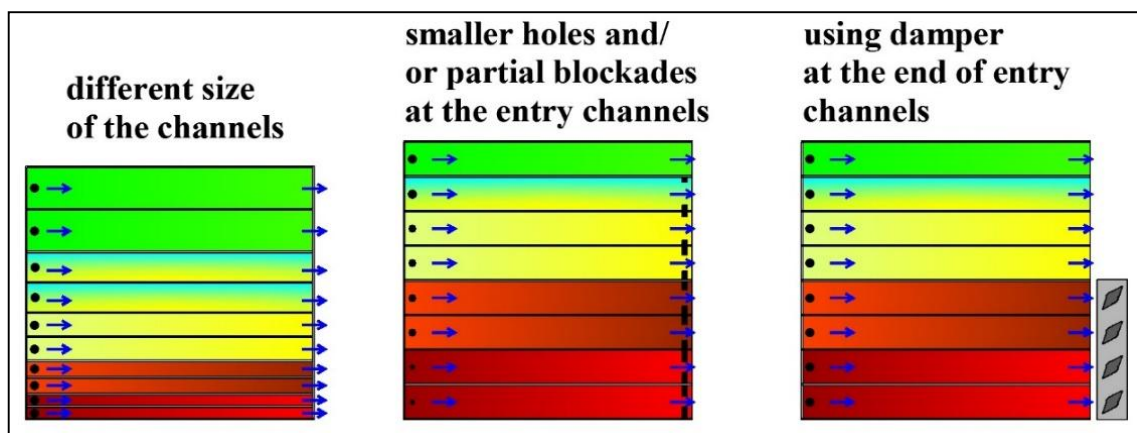 different size
of the channels
smaller holes and/
or partial blockades
at the entry channels
using damper
at the end of entry
channels